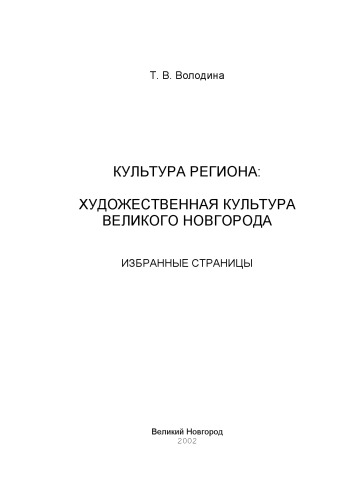 Т. В. Володина
КУЛЬТУРА РЕГИОНА:
ХУДОЖЕСТВЕННАЯ КУЛЬТУРА
ВЕЛИКОГО НОВГОРОДА
ИЗБРАННЫЕ СТРАНИЦЫ
Великий Новгород
2002